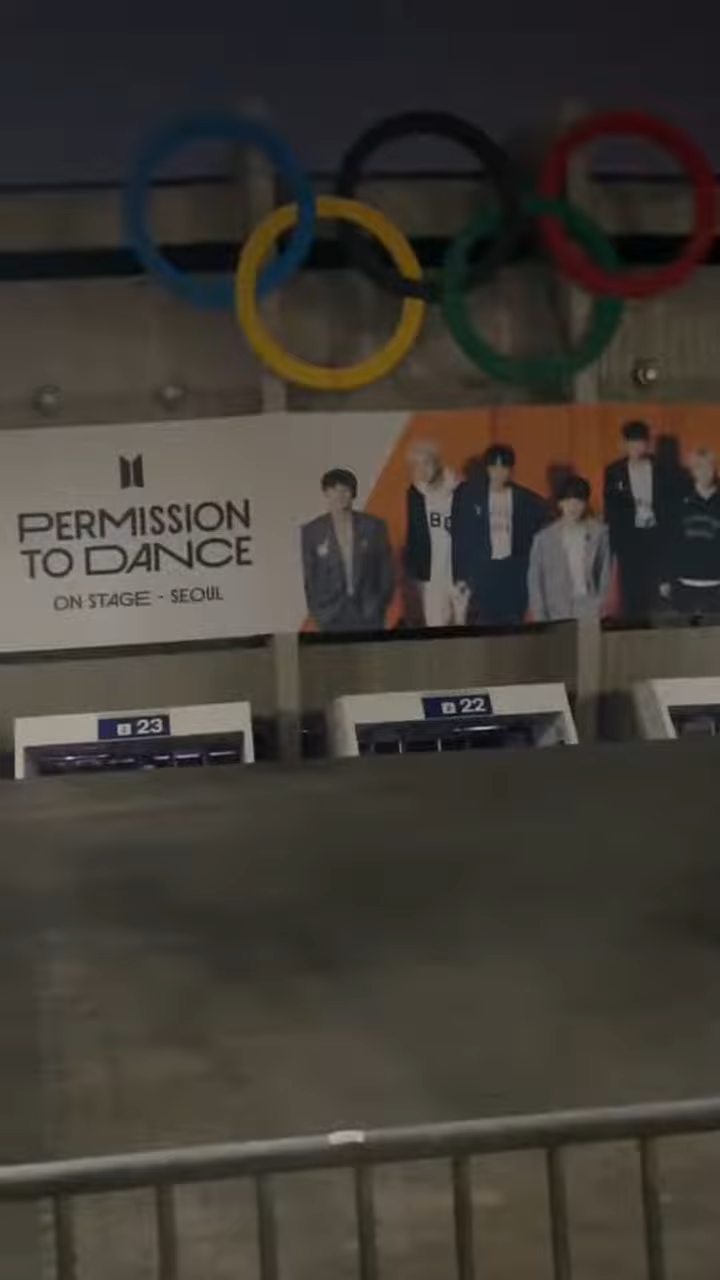 PERMISSION
TO DANCE
ON STAGE - SEOUL
23
22